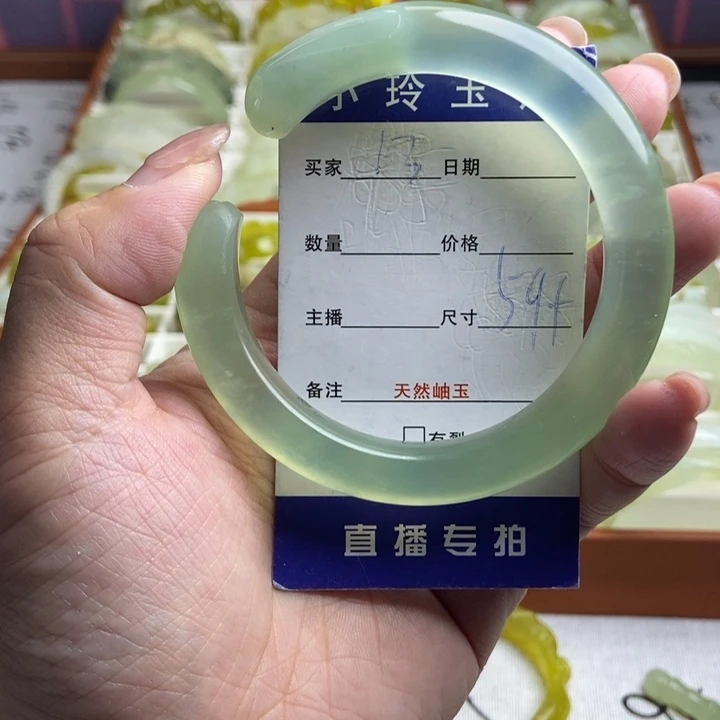 玲玉
买家 日期
数量 价格
主播 尺寸 594
备注 天然岫玉
直播专拍